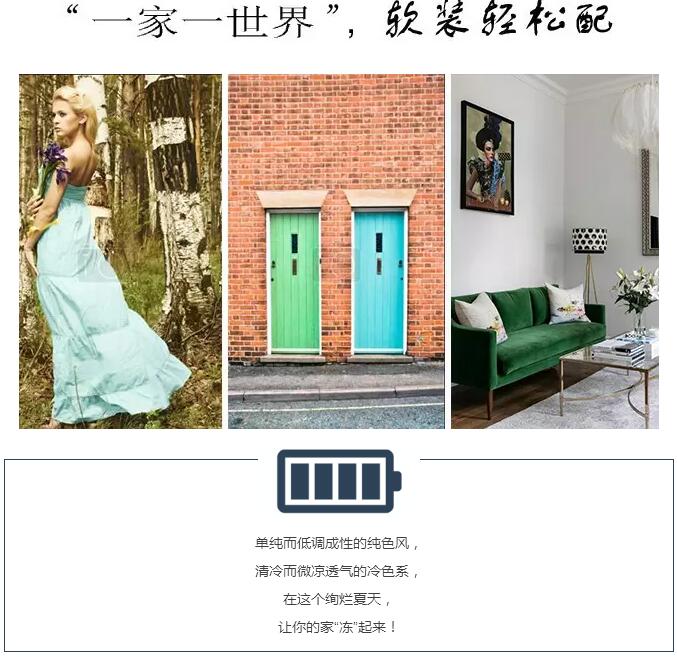 “一家一世界”，软装轻松配
单纯而低调成性的纯色风，
清冷而微凉透气的冷色系，
在这个绚烂夏天，
让你的家“冻”起来！